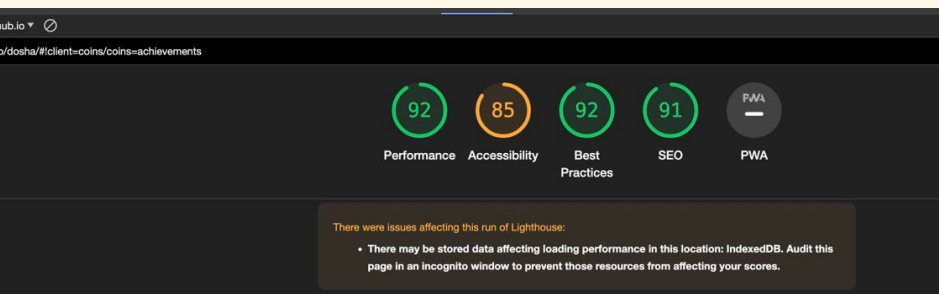 hub.io
/dosha/#!client=coins/coins=achievements
92
85
92
91
PWA
Performance
Accessibility
Best
Practices
SEO
PWA
There were issues affecting this run of Lighthouse:
• There may be stored data affecting loading performance in this location: IndexedDB. Audit this
page in an incognito window to prevent those resources from affecting your scores.